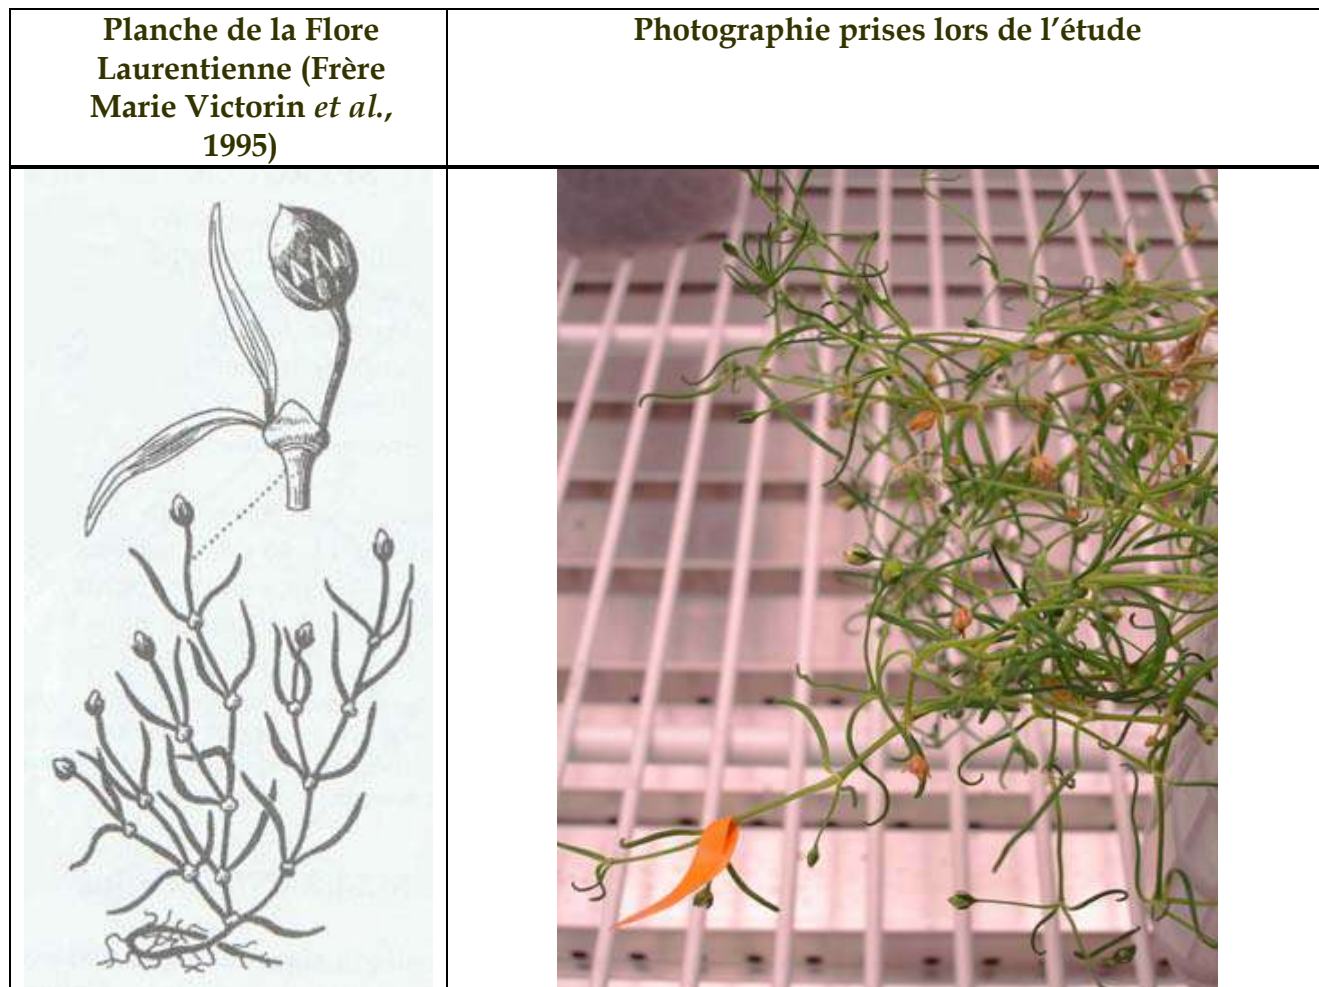 Planche de la Flore
Laurentienne (Frère
Marie Victorin et al.,
1995)
Photographie prises lors de l’étude